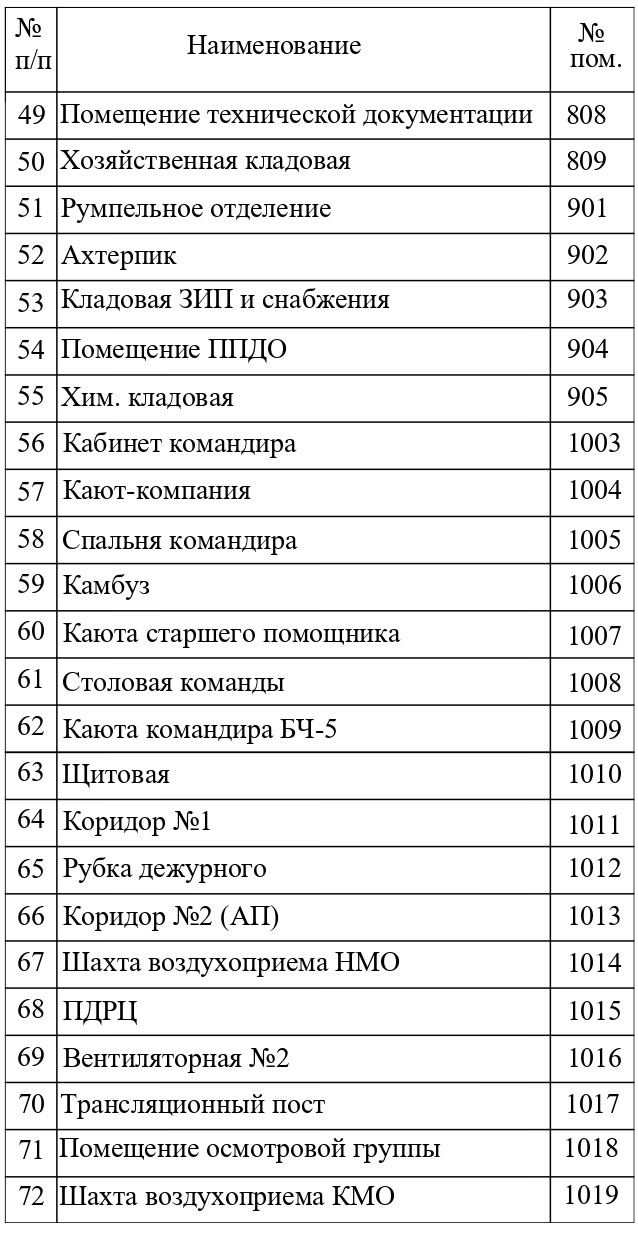 № п/п Наименование № пом.
49 Помещение технической документации 808
50 Хозяйственная кладовая 809
51 Румпельное отделение 901
52 Ахтерпик 902
53 Кладовая ЗИП и снабжения 903
54 Помещение ППДО 904
55 Хим. кладовая 905
56 Кабинет командира 1003
57 Кают-компания 1004
58 Спальня командира 1005
59 Камбуз 1006
60 Каюта старшего помощника 1007
61 Столовая команды 1008
62 Каюта командира БЧ-5 1009
63 Щитовая 1010
64 Коридор №1 1011
65 Рубка дежурного 1012
66 Коридор №2 (АП) 1013
67 Шахта воздухоприема НМО 1014
68 ПДРЦ 1015
69 Вентиляторная №2 1016
70 Трансляционный пост 1017
71 Помещение осмотровой группы 1018
72 Шахта воздухоприема КМО 1019